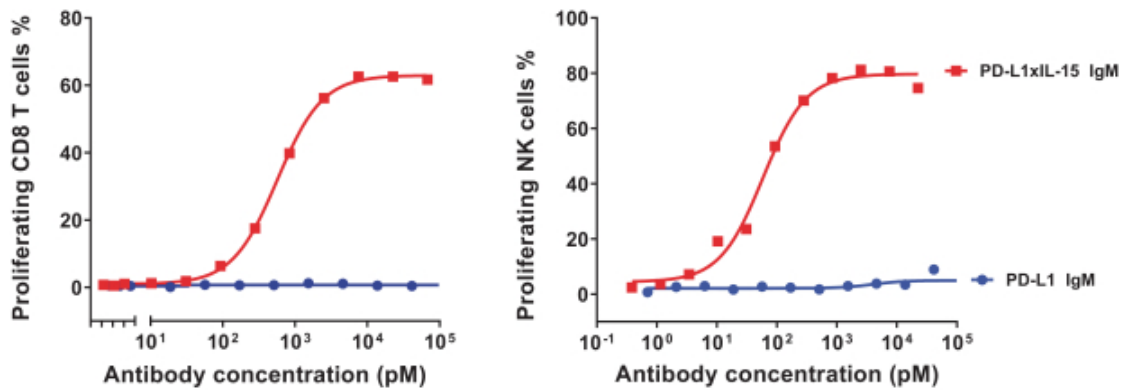 Proliferating CD8 T cells %
80
60
40
20
0
10¹ 10² 10³ 10⁴ 10⁵
Antibody concentration (pM)
Proliferating NK cells %
100
80
60
40
20
0
10⁻¹ 10⁰ 10¹ 10² 10³ 10⁴ 10⁵
Antibody concentration (pM)
PD-L1xIL-15 IgM
PD-L1 IgM